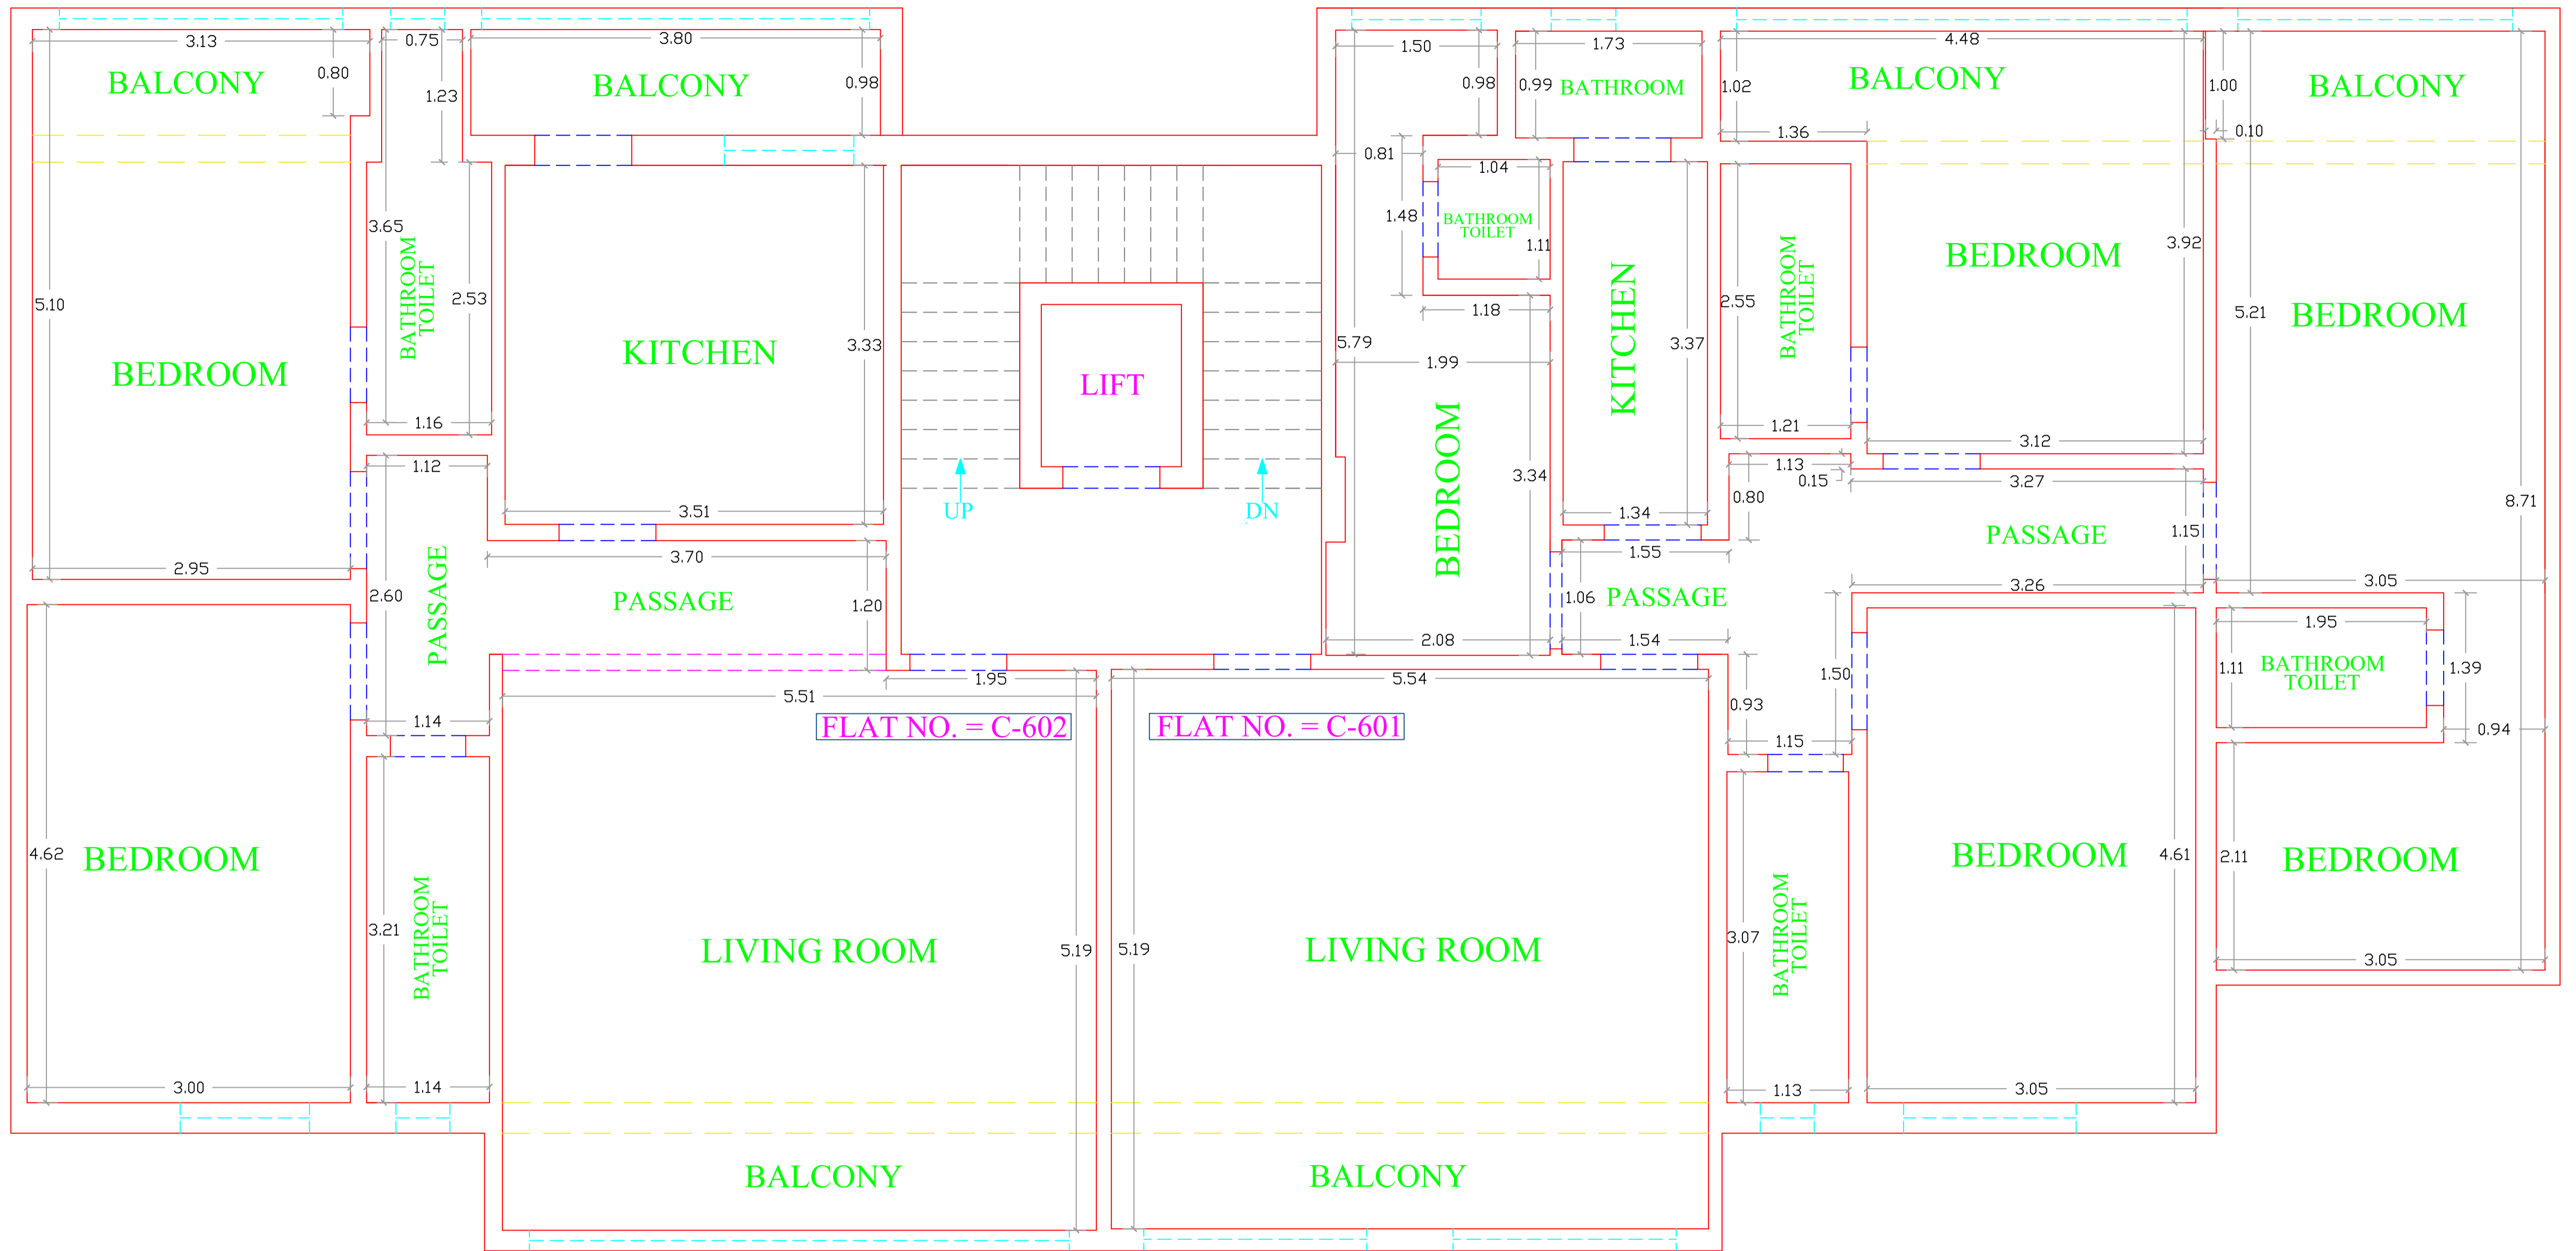 3.13
0.75
3.80
1.50
1.73
4.48
0.80
BALCONY
1.23
BALCONY
0.98
0.98
0.99
BATHROOM
1.02
BALCONY
1.00
BALCONY
1.36
0.10
0.81
1.04
3.65
1.48
BATHROOM
TOILET
1.11
3.92
BEDROOM
5.10
BATHROOM
TOILET
2.53
KITCHEN
3.33
LIFT
5.79
1.99
KITCHEN
3.37
2.55
BATHROOM
TOILET
5.21
BEDROOM
BEDROOM
1.18
1.16
1.21
3.12
1.12
BEDROOM
3.34
1.13
0.15
3.27
0.80
8.71
3.51
UP
DN
1.34
PASSAGE
1.15
2.95
3.70
1.55
3.26
3.05
2.60
PASSAGE
PASSAGE
1.20
1.06
PASSAGE
2.08
1.54
1.95
1.11
BATHROOM
TOILET
1.39
1.95
5.51
5.54
1.50
0.93
1.14
FLAT NO. = C-602
FLAT NO. = C-601
1.15
0.94
4.62
BEDROOM
BEDROOM
4.61
2.11
BEDROOM
3.21
BATHROOM
TOILET
LIVING ROOM
5.19
5.19
LIVING ROOM
3.07
BATHROOM
TOILET
3.05
3.00
1.14
1.13
3.05
BALCONY
BALCONY